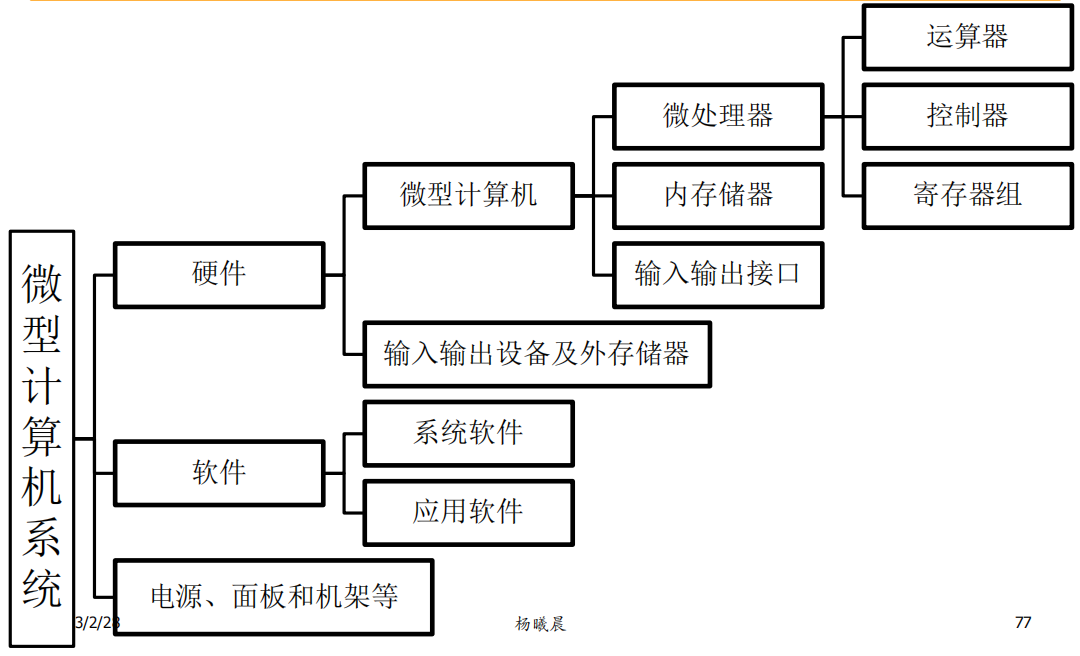 微型计算机系统
硬件
微型计算机
微处理器
运算器
控制器
寄存器组
内存储器
输入输出接口
输入输出设备及外存储器
软件
系统软件
应用软件
电源、面板和机架等
3/2/28
杨曦晨
77